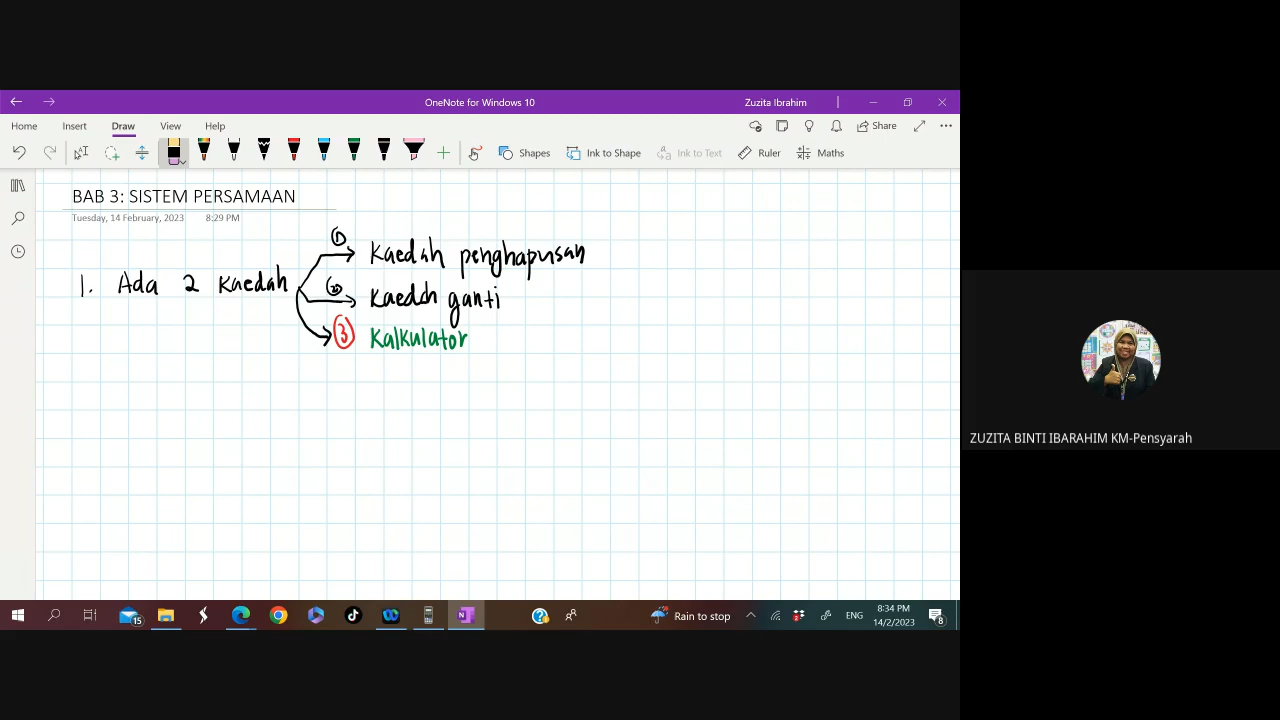 OneNote for Windows 10
Zuzita Ibrahim
Home Insert Draw View Help
Share
Shapes Ink to Shape Ink to Text Ruler Maths
BAB 3: SISTEM PERSAMAAN
Tuesday, 14 February, 2023 8:29 PM
1. Ada 2 Kaedah
① Kaedah penghapusan
② Kaedah ganti
③ Kalkulator
ZUZITA BINTI IBARAHIM KM-Pensyarah
15
Rain to stop
2
ENG
8:34 PM
14/2/2023
8